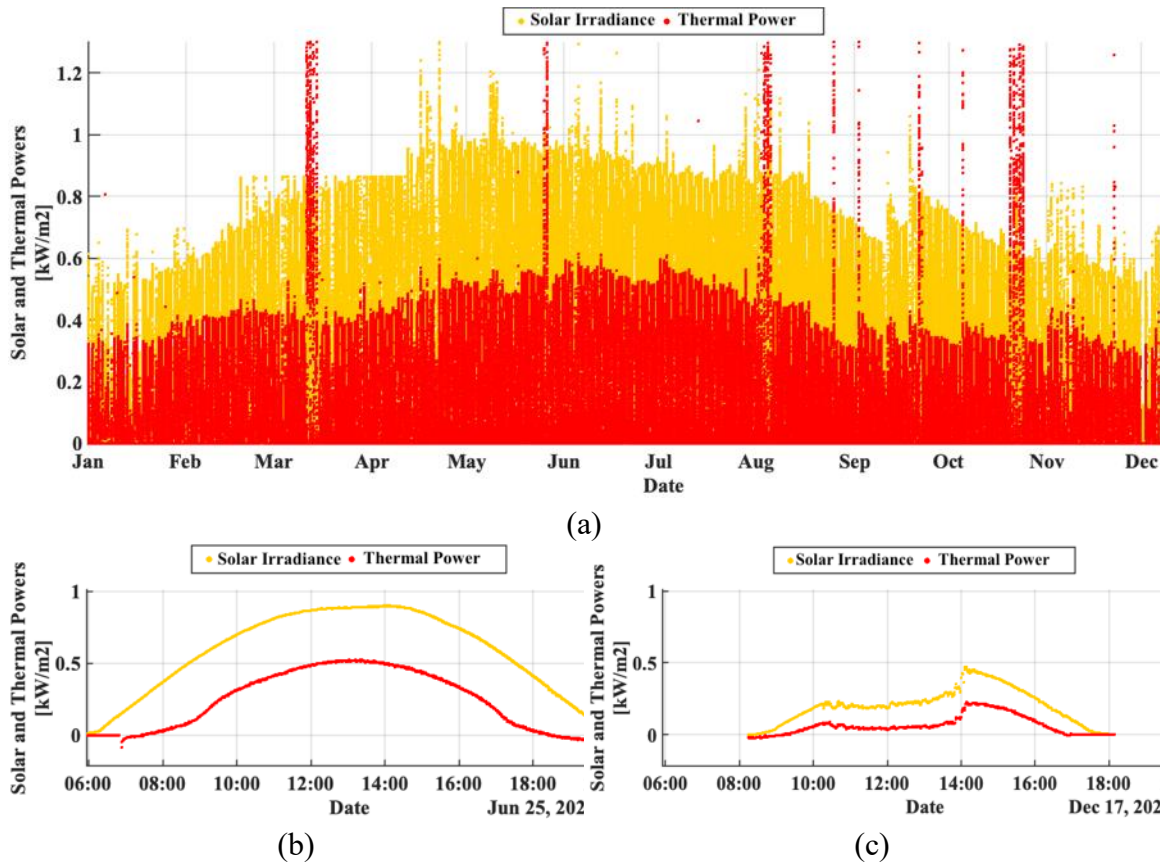 Solar Irradiance Thermal Power
Solar and Thermal Powers
[kW/m2]
1.2
1
0.8
0.6
0.4
0.2
0
Jan Feb Mar Apr May Jun Jul Aug Sep Oct Nov Dec
Date
(a)
Solar Irradiance Thermal Power
Solar and Thermal Powers
[kW/m2]
1
0.5
0
06:00 08:00 10:00 12:00 14:00 16:00 18:00
Date Jun 25, 202
(b)
Solar Irradiance Thermal Power
Solar and Thermal Powers
[kW/m2]
1
0.5
0
06:00 08:00 10:00 12:00 14:00 16:00 18:00
Date Dec 17, 202
(c)